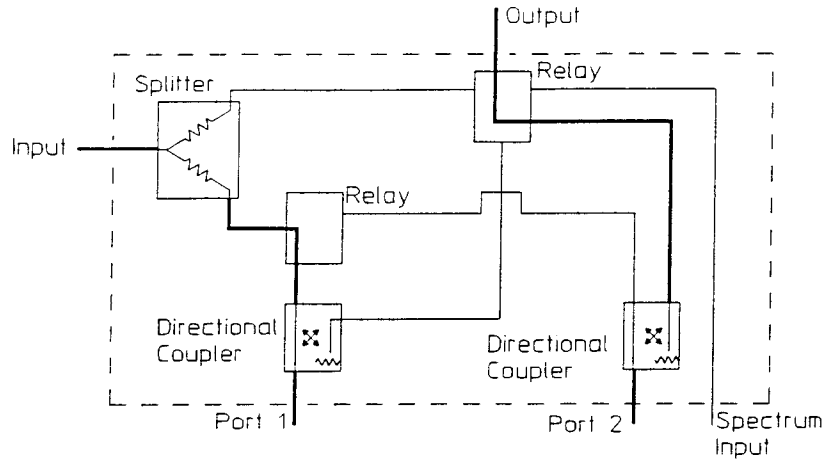 Output
Relay
Splitter
Input
Relay
Directional
Coupler
Directional
Coupler
Port 1
Port 2
Spectrum
Input